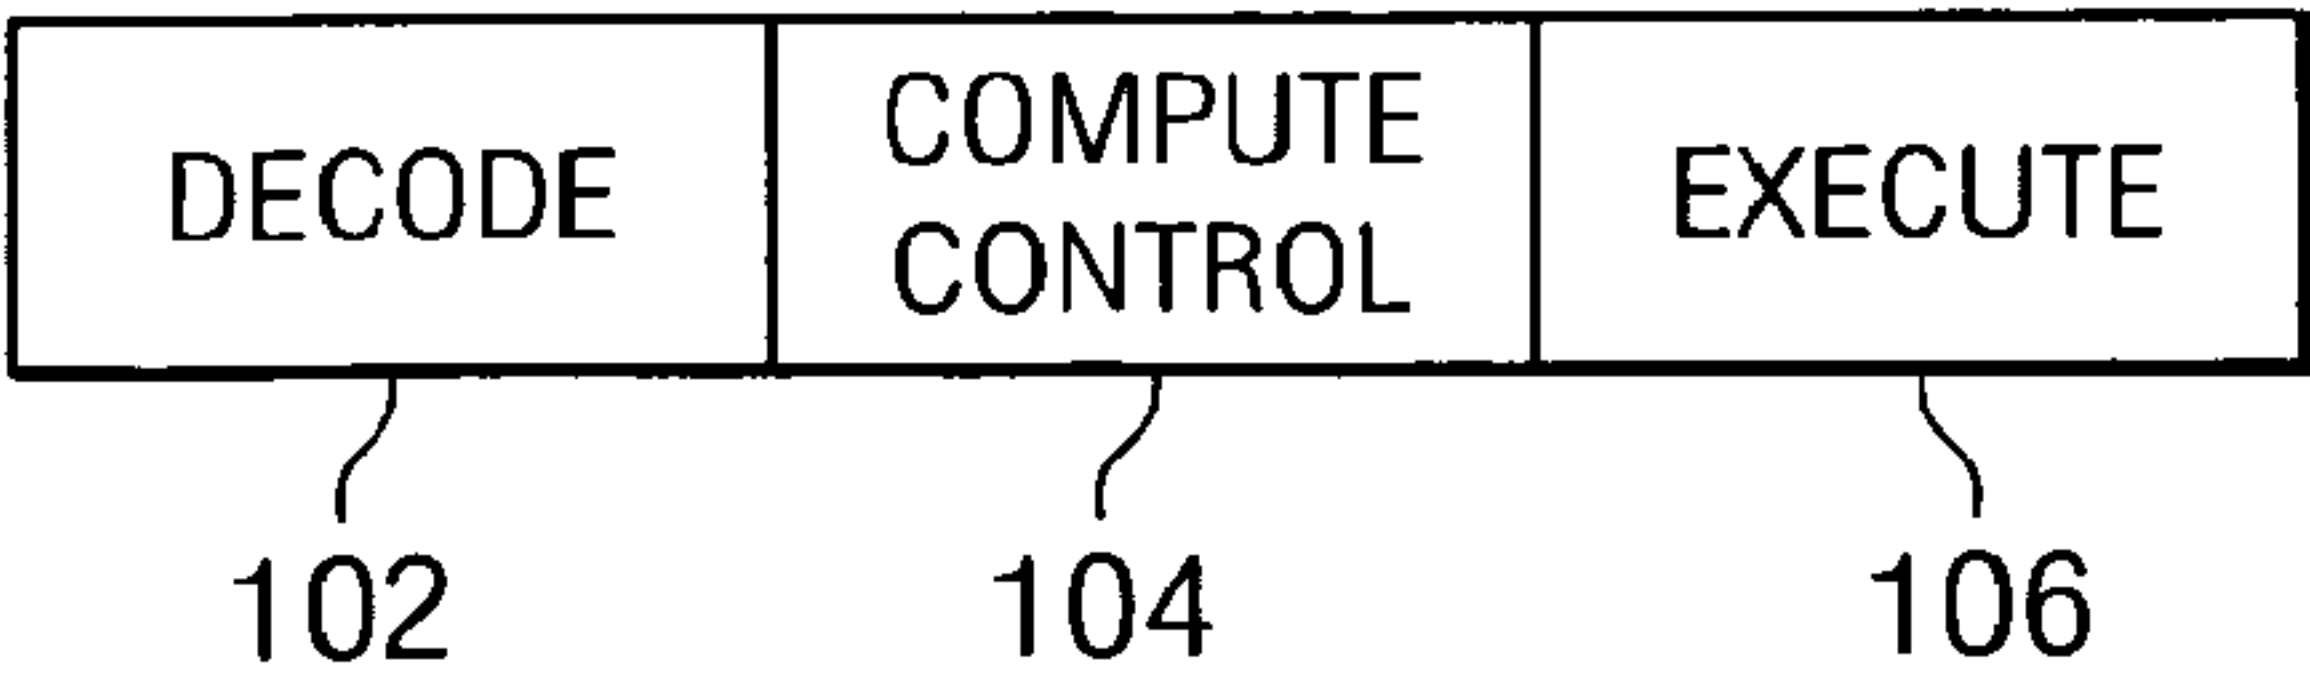 DECODE
COMPUTE
CONTROL
EXECUTE
102
104
106